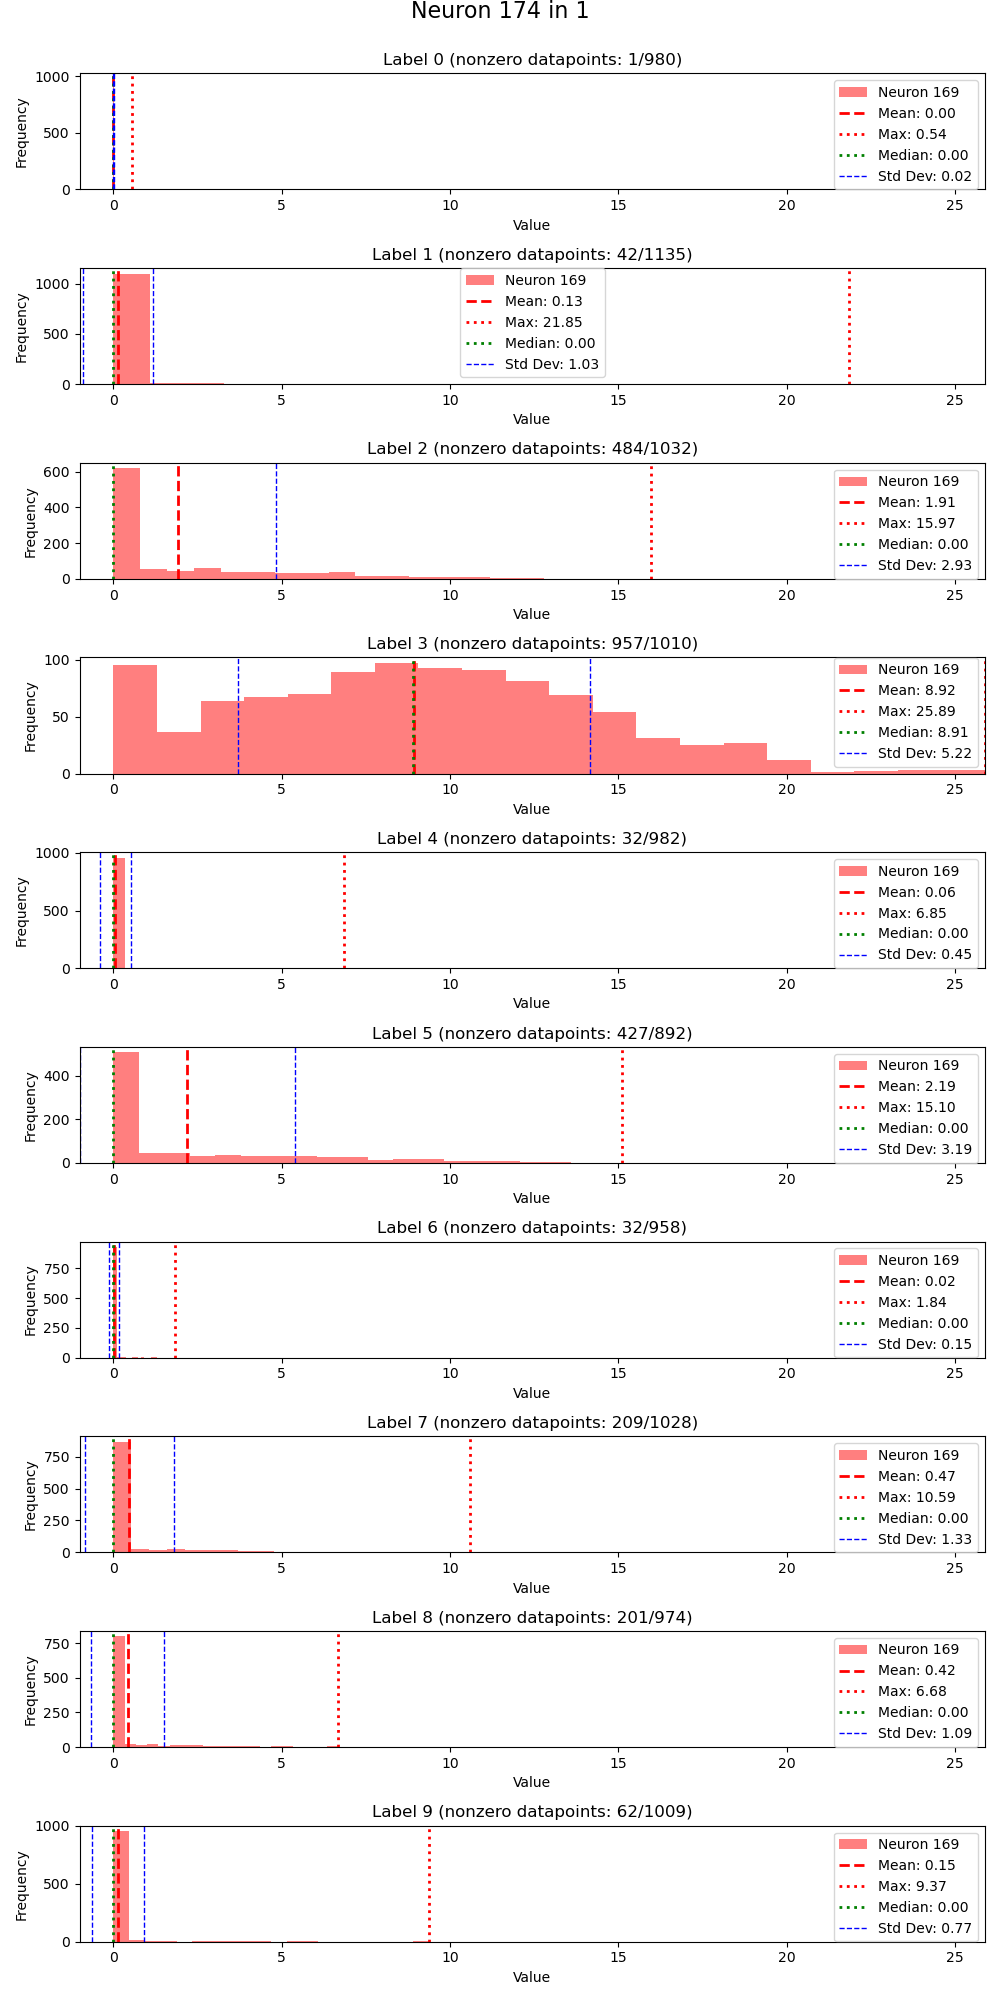 Neuron 174 in 1
Label 0 (nonzero datapoints: 1/980)
1000
500
0
Frequency
Neuron 169
Mean: 0.00
Max: 0.54
Median: 0.00
Std Dev: 0.02
0 5 10 15 20 25
Value
Label 1 (nonzero datapoints: 42/1135)
1000
500
0
Frequency
Neuron 169
Mean: 0.13
Max: 21.85
Median: 0.00
Std Dev: 1.03
0 5 10 15 20 25
Value
Label 2 (nonzero datapoints: 484/1032)
600
400
200
0
Frequency
Neuron 169
Mean: 1.91
Max: 15.97
Median: 0.00
Std Dev: 2.93
0 5 10 15 20 25
Value
Label 3 (nonzero datapoints: 957/1010)
100
50
0
Frequency
Neuron 169
Mean: 8.92
Max: 25.89
Median: 8.91
Std Dev: 5.22
0 5 10 15 20 25
Value
Label 4 (nonzero datapoints: 32/982)
1000
500
0
Frequency
Neuron 169
Mean: 0.06
Max: 6.85
Median: 0.00
Std Dev: 0.45
0 5 10 15 20 25
Value
Label 5 (nonzero datapoints: 427/892)
400
200
0
Frequency
Neuron 169
Mean: 2.19
Max: 15.10
Median: 0.00
Std Dev: 3.19
0 5 10 15 20 25
Value
Label 6 (nonzero datapoints: 32/958)
750
500
250
0
Frequency
Neuron 169
Mean: 0.02
Max: 1.84
Median: 0.00
Std Dev: 0.15
0 5 10 15 20 25
Value
Label 7 (nonzero datapoints: 209/1028)
750
500
250
0
Frequency
Neuron 169
Mean: 0.47
Max: 10.59
Median: 0.00
Std Dev: 1.33
0 5 10 15 20 25
Value
Label 8 (nonzero datapoints: 201/974)
750
500
250
0
Frequency
Neuron 169
Mean: 0.42
Max: 6.68
Median: 0.00
Std Dev: 1.09
0 5 10 15 20 25
Value
Label 9 (nonzero datapoints: 62/1009)
1000
500
0
Frequency
Neuron 169
Mean: 0.15
Max: 9.37
Median: 0.00
Std Dev: 0.77
0 5 10 15 20 25
Value